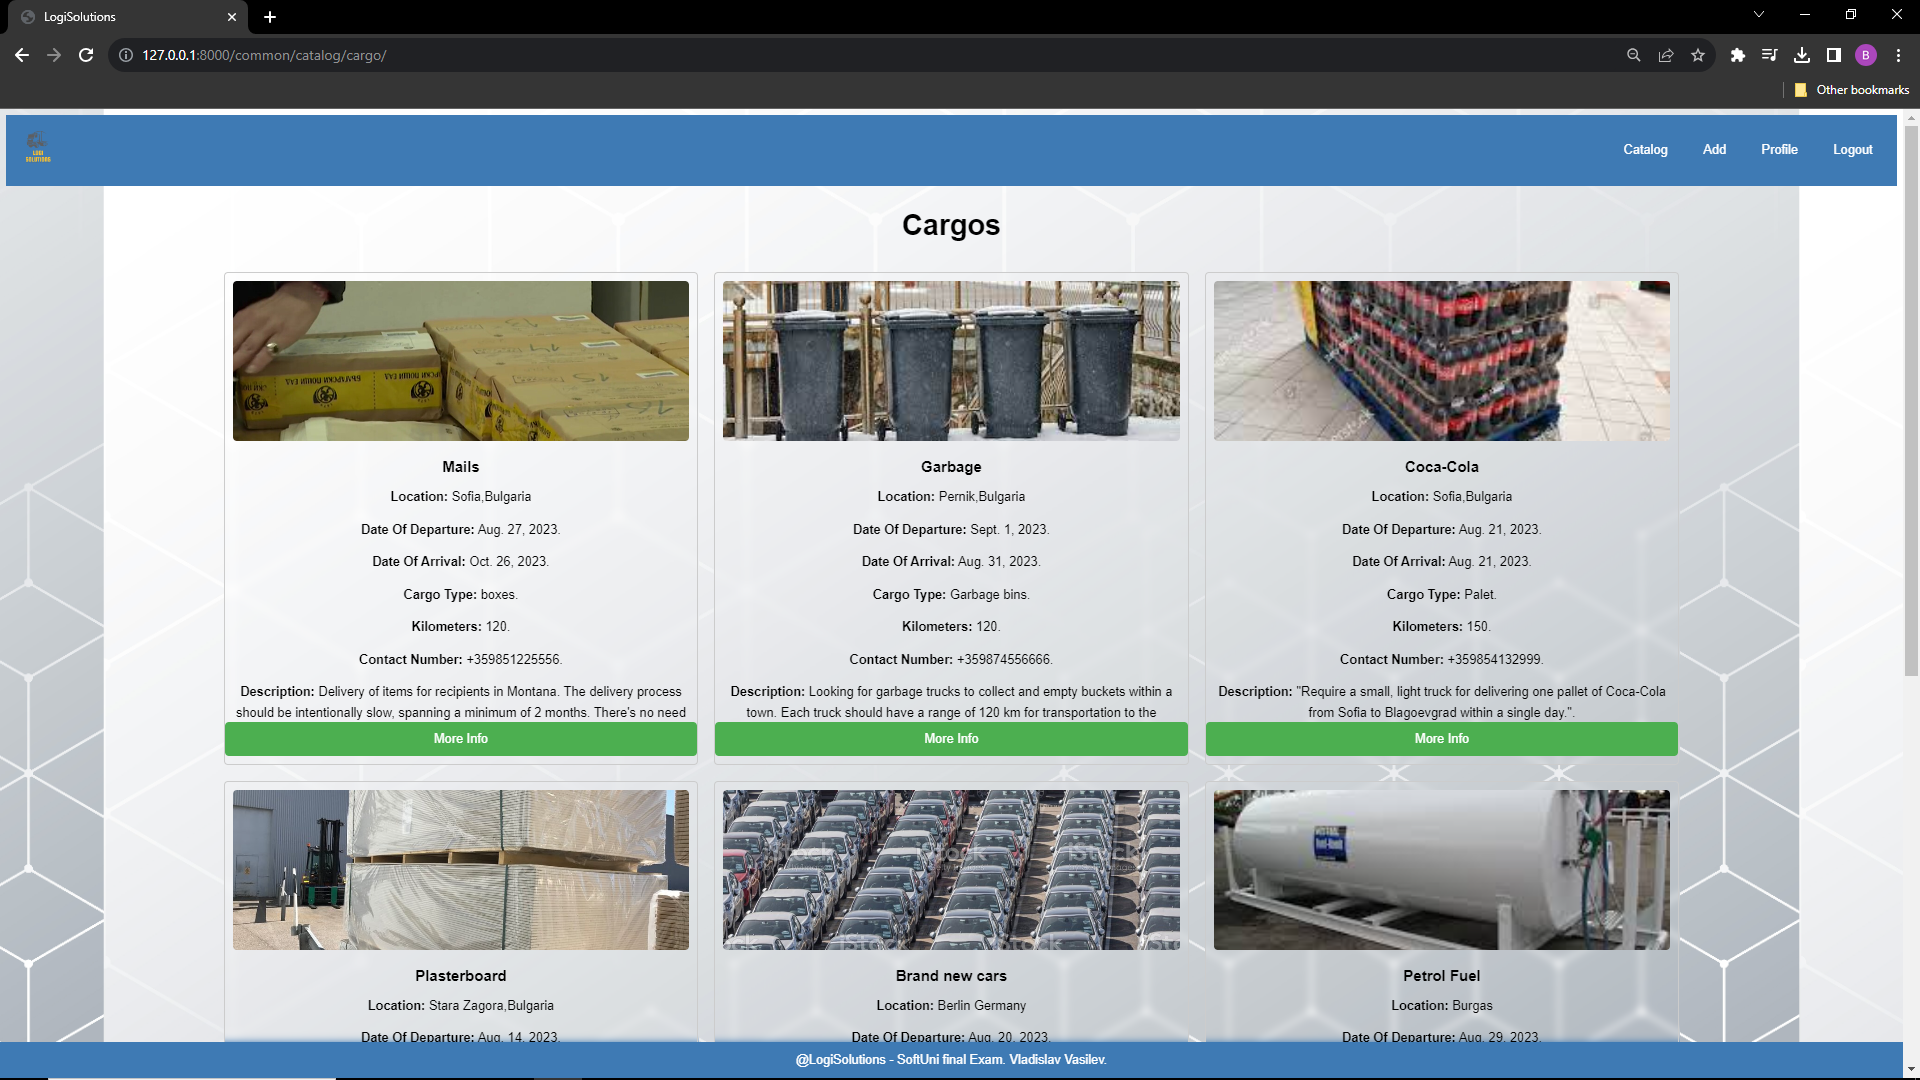 LogiSolutions
127.0.0.1:8000/common/catalog/cargo/
B
Other bookmarks
LOGI
SOLUTIONS
Catalog
Add
Profile
Logout
Cargos
Mails
Location: Sofia,Bulgaria
Date Of Departure: Aug. 27, 2023.
Date Of Arrival: Oct. 26, 2023.
Cargo Type: boxes.
Kilometers: 120.
Contact Number: +359851225556.
Description: Delivery of items for recipients in Montana. The delivery process
should be intentionally slow, spanning a minimum of 2 months. There's no need
More Info
Garbage
Location: Pernik,Bulgaria
Date Of Departure: Sept. 1, 2023.
Date Of Arrival: Aug. 31, 2023.
Cargo Type: Garbage bins.
Kilometers: 120.
Contact Number: +359874556666.
Description: Looking for garbage trucks to collect and empty buckets within a
town. Each truck should have a range of 120 km for transportation to the
More Info
Coca-Cola
Location: Sofia,Bulgaria
Date Of Departure: Aug. 21, 2023.
Date Of Arrival: Aug. 21, 2023.
Cargo Type: Palet.
Kilometers: 150.
Contact Number: +359854132999.
Description: "Require a small, light truck for delivering one pallet of Coca-Cola
from Sofia to Blagoevgrad within a single day.".
More Info
Plasterboard
Location: Stara Zagora,Bulgaria
Date Of Departure: Aug. 14, 2023.
iStock
Brand new cars
Location: Berlin Germany
Date Of Departure: Aug. 20, 2023.
Petrol Fuel
Location: Burgas
Date Of Departure: Aug. 29, 2023.
@LogiSolutions - SoftUni final Exam. Vladislav Vasilev.